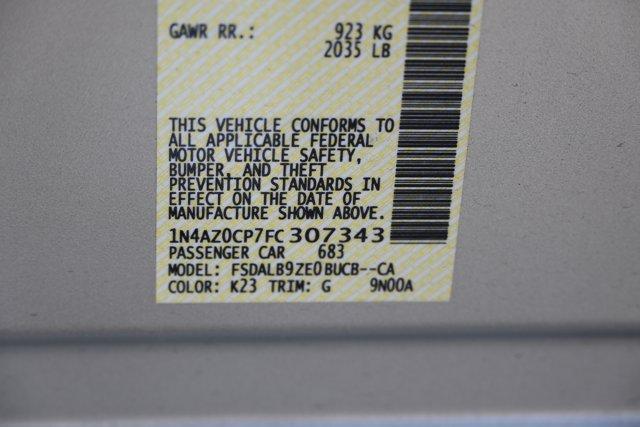 GAWR RR.: 923 KG
2035 LB
THIS VEHICLE CONFORMS TO
ALL APPLICABLE FEDERAL
MOTOR VEHICLE SAFETY,
BUMPER, AND THEFT
PREVENTION STANDARDS IN
EFFECT ON THE DATE OF
MANUFACTURE SHOWN ABOVE.
1N4AZ0CP7FC307343
PASSENGER CAR 683
MODEL: FSDALB9ZE0BUCB--CA
COLOR: K23 TRIM: G 9N00A